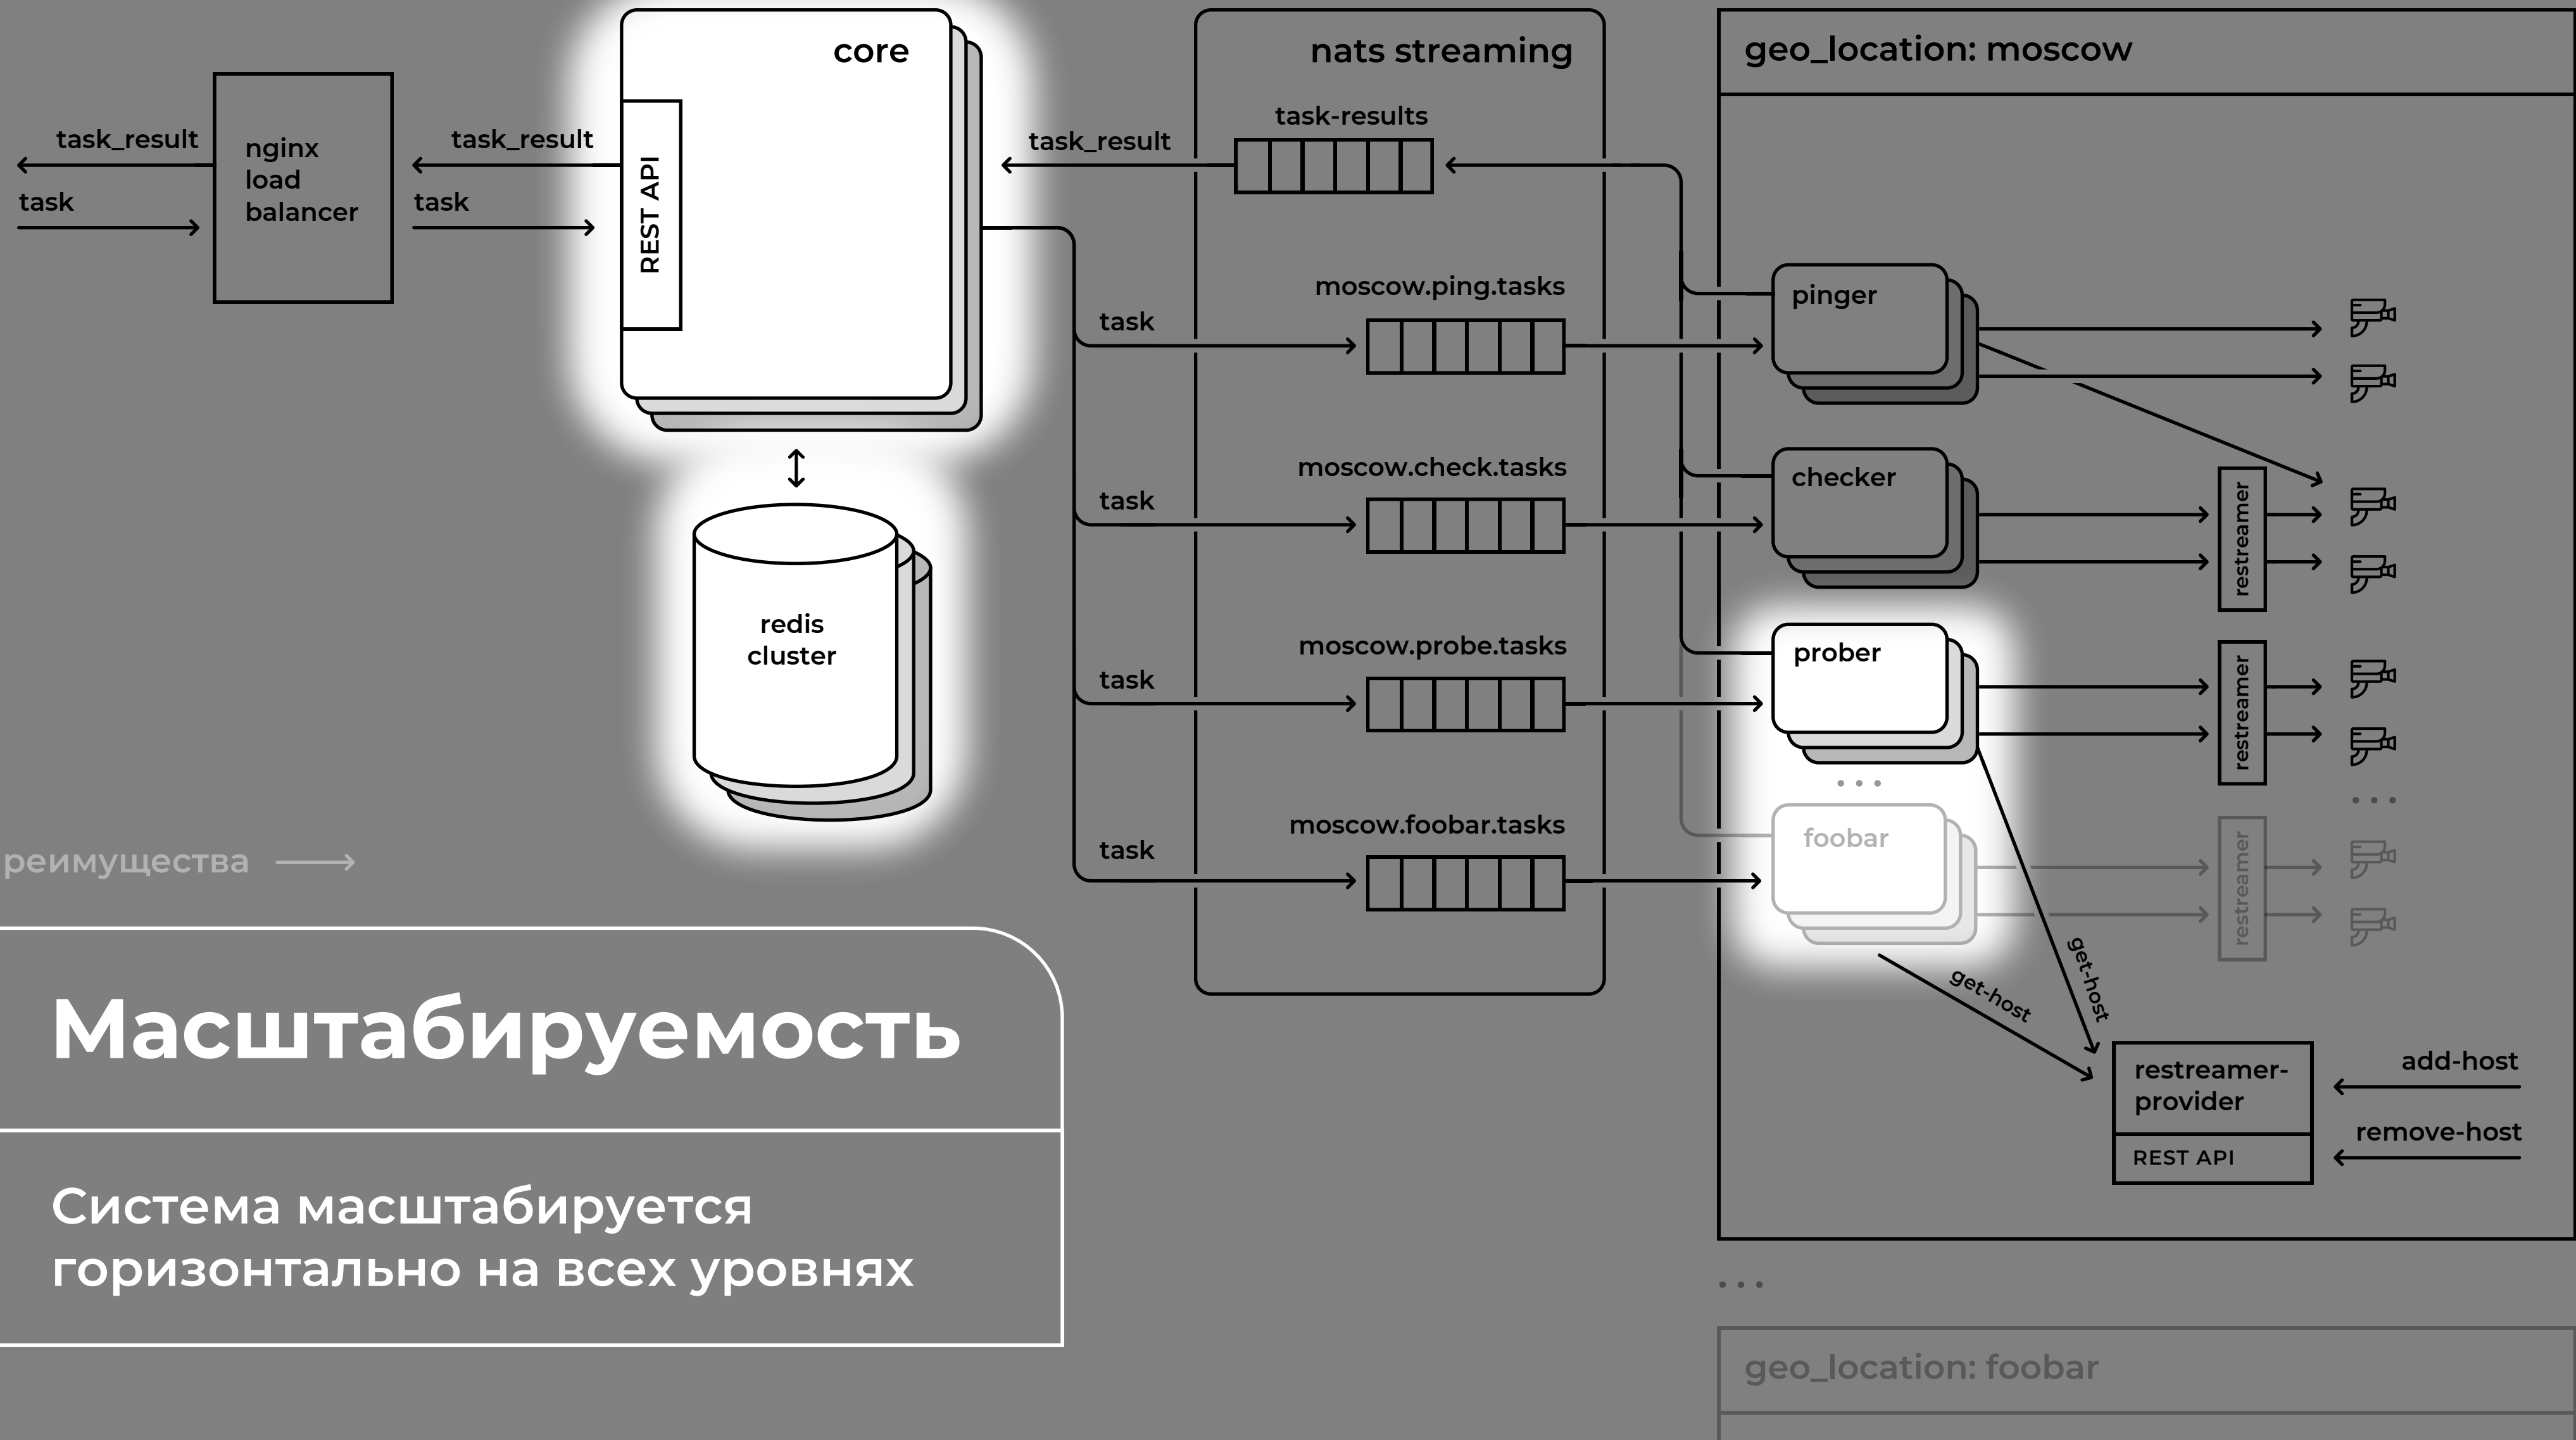 core
nats streaming
geo_location: moscow
task_result
task
nginx
load
balancer
task_result
task
REST API
task_result
task-results
moscow.ping.tasks
task
pinger
moscow.check.tasks
task
checker
restreamer
redis
cluster
moscow.probe.tasks
task
prober
restreamer
...
...
moscow.foobar.tasks
task
foobar
restreamer
get-host
get-host
реимущества
Масштабируемость
Система масштабируется
горизонтально на всех уровнях
restreamer-
provider
REST API
add-host
remove-host
...
geo_location: foobar